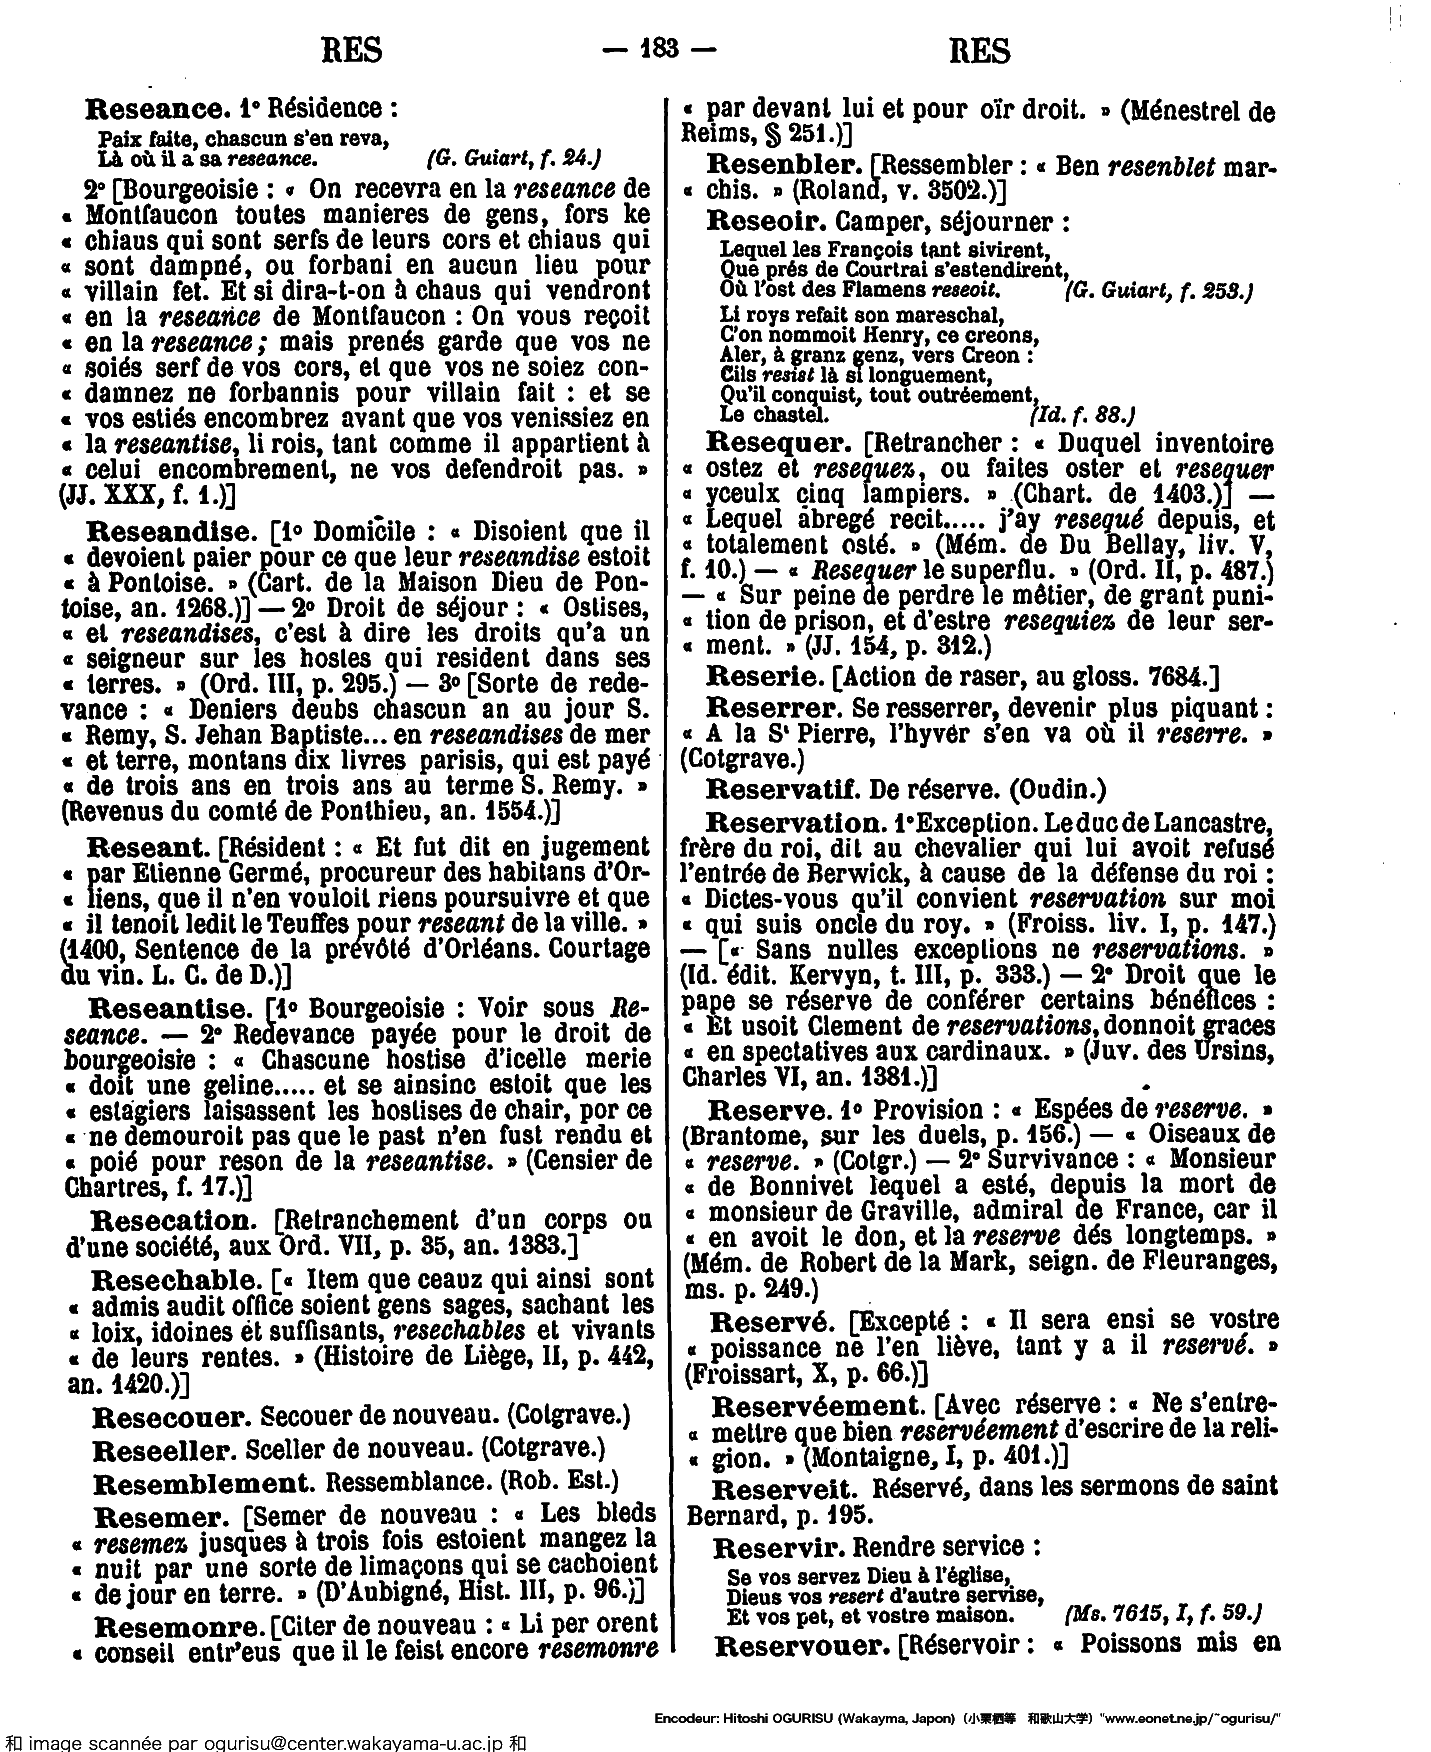 RES — 183 — RES
Reseance. 1° Résidence :
Paix faite, chascun s'en reva,
Là où il a sa reseance. (G. Guiart, f. 24.)
2° [Bourgeoisie : « On recevra en la reseance de
« Montfaucon toutes manieres de gens, fors ke
« chiaus qui sont serfs de leurs cors et chiaus qui
« sont dampné, ou forbani en aucun lieu pour
« villain fet. Et si dira-t-on à chaus qui vendront
« en la reseance de Montfaucon : On vous reçoit
« en la reseance ; mais prenés garde que vos ne
« soiés serf de vos cors, et que vos ne soiez con-
« damnez ne forbannis pour villain fait : et se
« vos estiés encombrez avant que vos venissiez en
« la reseantise, li rois, tant comme il appartient à
« celui encombrement, ne vos defendroit pas. »
(JJ. XXX, f. 1.)]
Reseandise. [1° Domicile : « Disoient que il
« devoient paier pour ce que leur reseandise estoit
« à Pontoise. » (Cart. de la Maison Dieu de Pon-
toise, an. 1268.)] — 2° Droit de séjour : « Ostises,
« et reseandises, c'est à dire les droits qu'a un
« seigneur sur les hostes qui resident dans ses
« terres. » (Ord. III, p. 295.) — 3° [Sorte de rede-
vance : « Deniers deubs chascun an au jour S.
« Remy, S. Jehan Baptiste... en reseandises de mer
« et terre, montans dix livres parisis, qui est payé
« de trois ans en trois ans au terme S. Remy. »
(Revenus du comté de Ponthieu, an. 1554.)]
Reseant. [Résident : « Et fut dit en jugement
« par Etienne Germé, procureur des habitans d'Or-
« liens, que il n'en vouloit riens poursuivre et que
« il tenoit ledit le Teuffes pour reseant de la ville. »
(1400, Sentence de la prévôté d'Orléans. Courtage
du vin. L. C. de D.)]
Reseantise. [1° Bourgeoisie : Voir sous Re-
seance. — 2° Redevance payée pour le droit de
bourgeoisie : « Chascune hostise d'icelle merie
« doit une geline..... et se ainsinc estoit que les
« estagiers laisassent les hostises de chair, por ce
« ne demouroit pas que le past n'en fust rendu et
« poié pour reson de la reseantise. » (Censier de
Chartres, f. 17.)]
Resecation. [Retranchement d'un corps ou
d'une société, aux Ord. VII, p. 35, an. 1383.]
Resechable. [« Item que ceauz qui ainsi sont
« admis audit office soient gens sages, sachant les
« loix, idoines et suffisants, resechables et vivants
« de leurs rentes. » (Histoire de Liège, II, p. 442,
an. 1420.)]
Resecouer. Secouer de nouveau. (Cotgrave.)
Reseeller. Sceller de nouveau. (Cotgrave.)
Resemblement. Ressemblance. (Rob. Est.)
Resemer. [Semer de nouveau : « Les bleds
« resemez jusques à trois fois estoient mangez la
« nuit par une sorte de limaçons qui se cachoient
« de jour en terre. » (D'Aubigné, Hist. III, p. 96.)]
Resemonre. [Citer de nouveau : « Li per orent
« conseil entr'eus que il le feist encore resemonre
« par devant lui et pour oïr droit. » (Ménestrel de
Reims, § 251.)]
Resenbler. [Ressembler : « Ben resenblet mar-
« chis. » (Roland, v. 3502.)]
Reseoir. Camper, séjourner :
Lequel les François tant sivirent,
Que prés de Courtrai s'estendirent,
Où l'ost des Flamens reseoit. (G. Guiart, f. 253.)
Li roys refait son mareschal,
C'on nommoit Henry, ce creons,
Aler, à granz genz, vers Creon :
Cils resist là si longuement,
Qu'il conquist, tout outréement,
Le chastel. (Id. f. 88.)
Resequer. [Retrancher : « Duquel inventoire
« ostez et resequez, ou faites oster et resequer
« yceulx cinq lampiers. » (Chart. de 1403.)] —
« Lequel abregé recit..... j'ay resequé depuis, et
« totalement osté. » (Mém. de Du Bellay, liv. V,
f. 10.) — « Resequer le superflu. » (Ord. II, p. 487.)
— « Sur peine de perdre le mêtier, de grant puni-
« tion de prison, et d'estre resequiez de leur ser-
« ment. » (JJ. 154, p. 312.)
Reserie. [Action de raser, au gloss. 7684.]
Reserrer. Se resserrer, devenir plus piquant :
« A la St Pierre, l'hyver s'en va où il reserre. »
(Cotgrave.)
Reservatif. De réserve. (Oudin.)
Reservation. 1° Exception. Le duc de Lancastre,
frère du roi, dit au chevalier qui lui avoit refusé
l'entrée de Berwick, à cause de la défense du roi :
« Dictes-vous qu'il convient reservation sur moi
« qui suis oncle du roy. » (Froiss. liv. I, p. 147.)
— [« Sans nulles exceptions ne reservations. »
(Id. édit. Kervyn, t. III, p. 333.) — 2° Droit que le
pape se réserve de conférer certains bénéfices :
« Et usoit Clement de reservations, donnoit graces
« en spectatives aux cardinaux. » (Juv. des Ursins,
Charles VI, an. 1381.)]
Reserve. 1° Provision : « Espées de reserve. »
(Brantome, sur les duels, p. 156.) — « Oiseaux de
« reserve. » (Cotgr.) — 2° Survivance : « Monsieur
« de Bonnivet lequel a esté, depuis la mort de
« monsieur de Graville, admiral de France, car il
« en avoit le don, et la reserve dés longtemps. »
(Mém. de Robert de la Mark, seign. de Fleuranges,
ms. p. 249.)
Reservé. [Excepté : « Il sera ensi se vostre
« poissance ne l'en liève, tant y a il reservé. »
(Froissart, X, p. 66.)]
Reservéement. [Avec réserve : « Ne s'entre-
« mettre que bien reservéement d'escrire de la reli-
« gion. » (Montaigne, I, p. 401.)]
Reserveit. Réservé, dans les sermons de saint
Bernard, p. 195.
Reservir. Rendre service :
Se vos servez Dieu à l'église,
Dieus vos resert d'autre servise,
Et vos pet, et vostre maison. (Ms. 7615, I, f. 59.)
Reservouer. [Réservoir : « Poissons mis en
Encodeur: Hitoshi OGURISU (Wakayma, Japon) (小栗栖等 和歌山大学) "www.eonet.ne.jp/~ogurisu/"
和 image scannée par ogurisu@center.wakayama-u.ac.jp 和